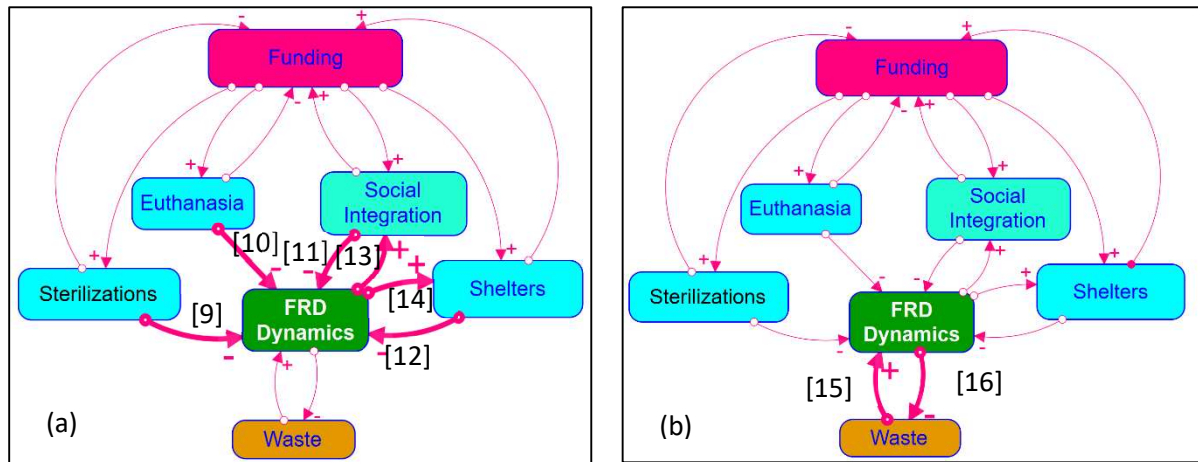 -
+
Funding
-
+
+
+
+
Euthanasia
Social
Integration
[10]
[11]
[13]
+
+
+
+
Sterilizations
[9]
-
-
FRD
Dynamics
[14]
Shelters
-
-
[12]
+
-
(a)
Waste
-
+
Funding
-
+
+
+
Euthanasia
Social
Integration
+
+
-
-
+
+
Sterilizations
FRD
Dynamics
Shelters
-
-
[15]
+
[16]
-
(b)
Waste